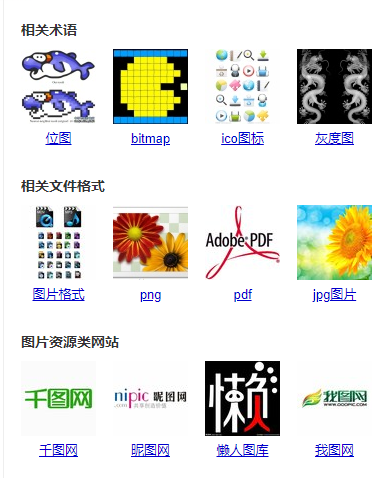 相关术语
位图
bitmap
ico图标
灰度图
相关文件格式
Adobe PDF
图片格式
png
pdf
jpg图片
图片资源类网站
千图网
nipic 昵图网
.com
懒
我图网
WWW.OOOPIC.COM
千图网
昵图网
懒人图库
我图网